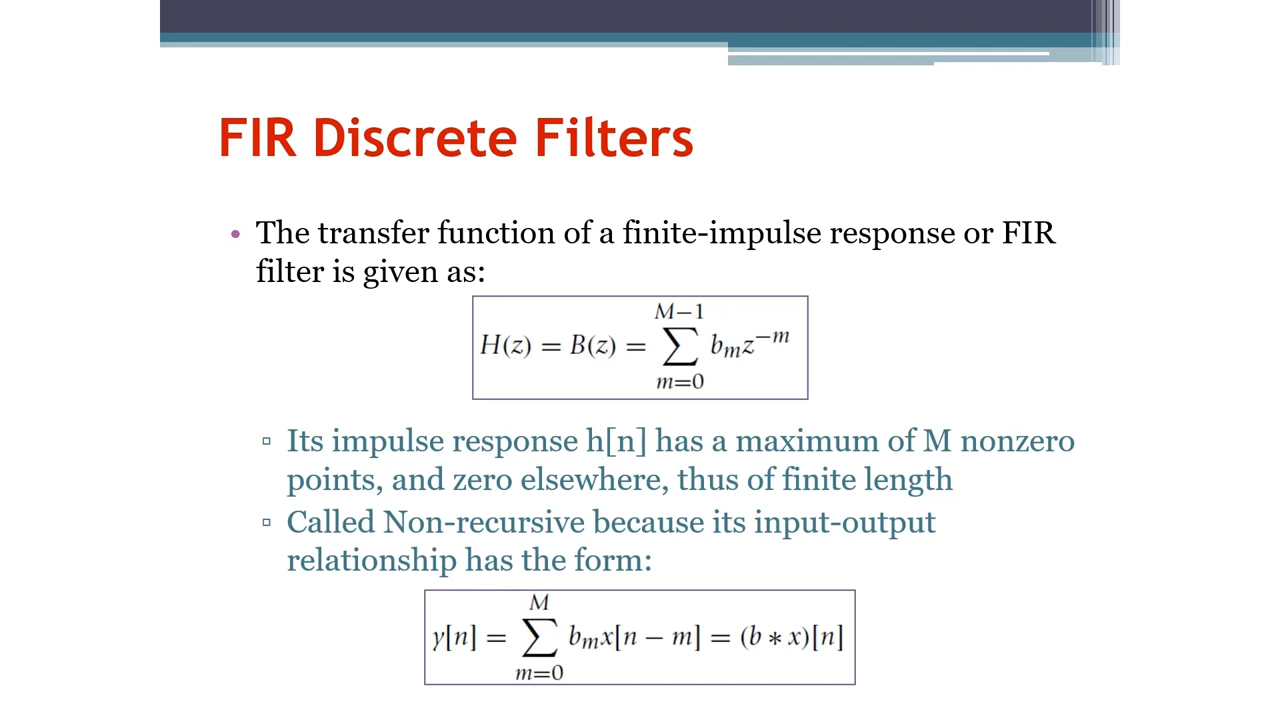 FIR Discrete Filters
• The transfer function of a finite-impulse response or FIR
filter is given as:
H(z) = B(z) = \sum_{m=0}^{M-1} b_m z^{-m}
▫ Its impulse response h[n] has a maximum of M nonzero
points, and zero elsewhere, thus of finite length
▫ Called Non-recursive because its input-output
relationship has the form:
y[n] = \sum_{m=0}^{M} b_m x[n − m] = (b ∗ x)[n]